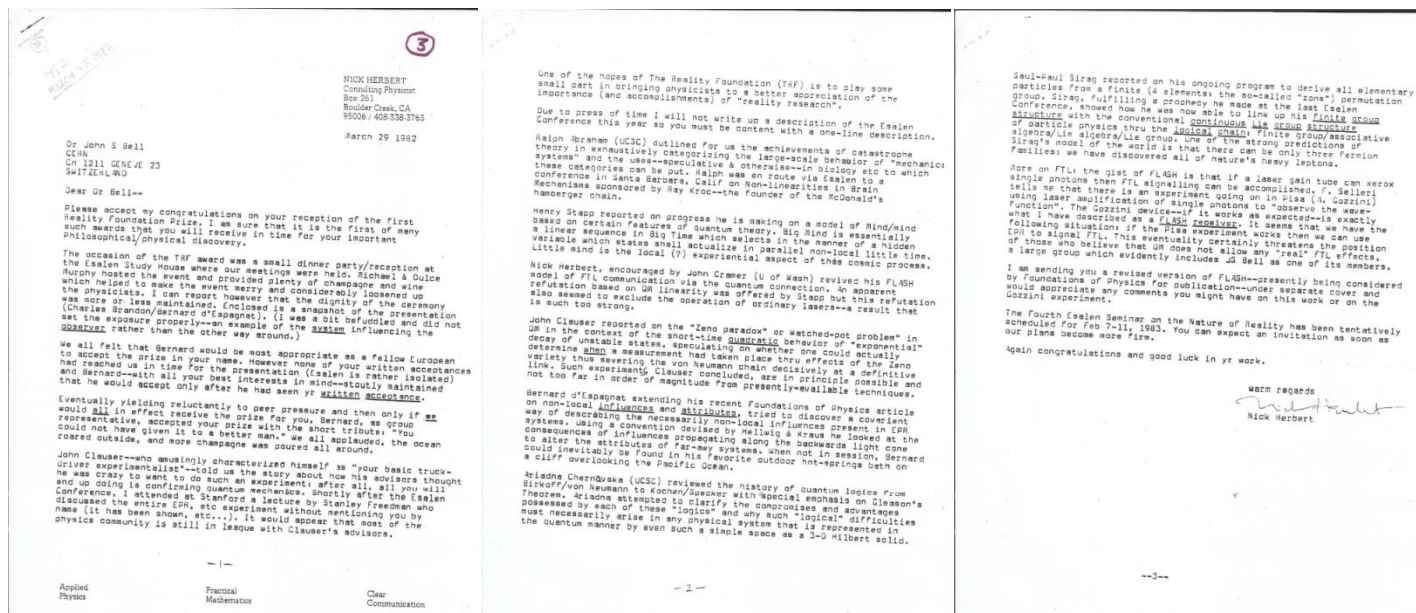 3
NICK HERBERT
Consulting Physicist
Box 261
Boulder Creek, CA
95006 / 408-338-3763
March 29 1982
Dr John S Bell
CERN
CH 1211 GENEVE 23
SWITZERLAND
Dear Dr Bell--
Please accept my congratulations on your reception of the first
Reality Foundation Prize. I am sure that it is the first of many
such awards that you will receive in time for your important
Philosophical/physical discovery.
The occasion of the TRF award was a small dinner party/reception at
the Esalen Study House where our meetings were held. Michael & Dulce
Murphy hosted the event and provided plenty of champagne and wine
which helped to make the event merry and considerably loosened up
the physicists. I can report however that the dignity of the ceremony
was more or less maintained. Enclosed is a snapshot of the presentation
(Charles Brandon/Bernard d'Espagnat). (I was a bit befuddled and did not
set the exposure properly--an example of the system influencing the
observer rather than the other way around.)
We all felt that Bernard would be most appropriate as a fellow European
to accept the prize in your name. However none of your written acceptances
had reached us in time for the presentation (Esalen is rather isolated)
and Bernard--with all your best interests in mind--stoutly maintained
that he would accept only after he had seen yr written acceptance.
Eventually yielding reluctantly to peer pressure and then only if we
would all in effect receive the prize for you, Bernard, as group
representative, accepted your prize with the short tribute: "You
could not have given it to a better man." We all applauded, the ocean
roared outside, and more champagne was poured all around.
John Clauser--who amusingly characterized himself as "your basic truck-
driver experimentalist"--told us the story about how his advisors thought
he was crazy to want to do such an experiment: after all, all you will
end up doing is confirming quantum mechanics. Shortly after the Esalen
Conference, I attended at Stanford a lecture by Stanley Freedman who
discussed the entire EPR, etc experiment without mentioning you by
name (it has been shown, etc...). It would appear that most of the
physics community is still in league with Clauser's advisors.
--1--
Applied
Physics
Practical
Mathematics
Clear
Communication
One of the hopes of The Reality Foundation (TRF) is to play some
small part in bringing physicists to a better appreciation of the
importance (and accomplishments) of "reality research".
Due to press of time I will not write up a description of the Esalen
Conference this year so you must be content with a one-line description.
Ralph Abraham (UCSC) outlined for us the achievements of catastrophe
theory in exhaustively categorizing the large-scale behavior of "mechanic
systems" and the uses--speculative & otherwise--in biology etc to which
these categories can be put. Ralph was en route via Esalen to a
conference in Santa Barbara, Calif on Non-linearities in Brain
Mechanisms sponsored by Ray Kroc--the founder of the McDonald's
hamberger chain.
Henry Stapp reported on progress he is making on a model of Mind/mind
based on certain features of quantum theory. Big Mind is essentially
a linear sequence in Big Time which selects in the manner of a hidden
variable which states shall actualize in parallel non-local little time.
Little mind is the local (?) experiential aspect of this cosmic process.
Nick Herbert, encouraged by John Cramer (U of Wash) revived his FLASH
model of FTL communication via the quantum connection. An apparent
refutation based on QM linearity was offered by Stapp but this refutation
also seemed to exclude the operation of ordinary lasers--a result that
is much too strong.
John Clauser reported on the "Zeno paradox" or Watched-pot problem" in
QM in the context of the short-time quadratic behavior of "exponential"
decay of unstable states, speculating on whether one could actually
determine when a measurement had taken place thru effects of the Zeno
variety thus severing the von Neumann chain decisively at a definitive
link. Such experiments, Clauser concluded, are in principle possible and
not too far in order of magnitude from presently-available techniques.
Bernard d'Espagnat extending his recent Foundations of Physics article
on non-local influences and attributes, tried to discover a covarient
way of describing the necessarily non-local influences present in EPR
systems. Using a convention devised by Hellwig & Kraus he looked at the
consequences of influences propagating along the backwards light cone
to alter the attributes of far-awy systems. When not in session, Bernard
could inevitably be found in his favorite outdoor hot-springs bath on
a cliff overlooking the Pacific Ocean.
Ariadna Chernavska (UCSC) reviewed the history of quantum logics from
Birkoff/von Neumann to Kochen/Specker with special emphasis on Gleason's
Theorem. Ariadna attempted to clarify the compromises and advantages
possessed by each of these "logics" and why such "logical" difficulties
must necessarily arise in any physical system that is represented in
the quantum manner by even such a simple space as a 3-D Hilbert solid.
--2--
Saul-Paul Sirag reported on his ongoing program to derive all elementary
particles from a finite (4 elements: the so-called "zons") permutation
group. Sirag, fulfilling a prophecy he made at the last Esalen
Conference, showed how he was now able to link up his finite group
structure with the conventional continuous Lie group structure
of particle physics thru the logical chain: finite group/associative
algebra/Lie algebra/Lie group. One of the strong predictions of
Sirag's model of the world is that there can be only three fermion
families: we have discovered all of nature's heavy leptons.
More on FTL: the gist of FLASH is that if a laser gain tube can xerox
single photons then FTL signalling can be accomplished. F. Selleri
tells me that there is an experiment going on in Pisa (A. Gozzini)
using laser amplification of single photons to "observe the wave-
function". The Gozzini device--if it works as expected--is exactly
what I have described as a FLASH receiver. It seems that we have the
following situation: if the Pisa experiment works then we can use
EPR to signal FTL. This eventuality certainly threatens the position
of those who believe that QM does not allow any "real" FTL effects,
a large group which evidently includes JS Bell as one of its members.
I am sending you a revised version of FLASH--presently being considered
by Foundations of Physics for publication--under separate cover and
would appreciate any comments you might have on this work or on the
Gozzini experiment.
The Fourth Esalen Seminar on the Nature of Reality has been tentatively
scheduled for Feb 7-11, 1983. You can expect an invitation as soon as
our plans become more firm.
Again congratulations and good luck in yr work.
warm regards
Nick Herbert
Nick Herbert
--3--